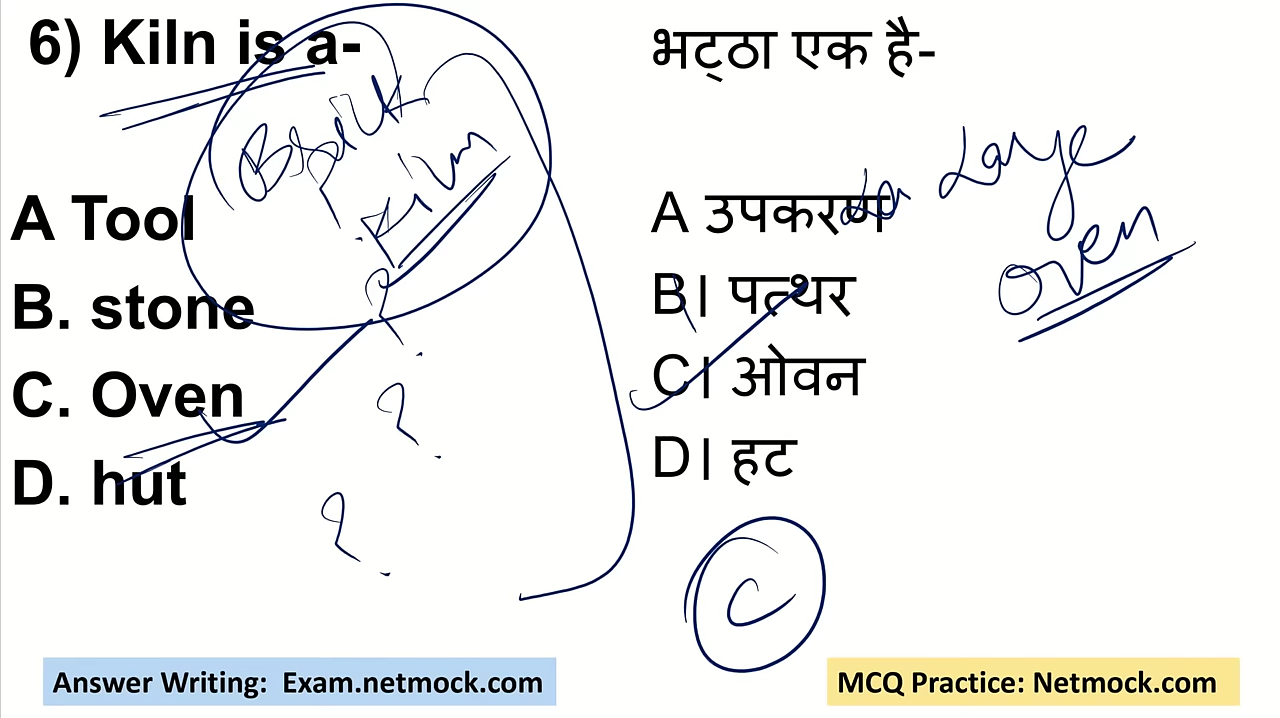 6) Kiln is a-
A Tool
B. stone
C. Oven
D. hut
Brick
Kiln
?
?
?
भट्ठा एक है-
A उपकरण
B। पत्थर
C। ओवन
D। हट
Large
Oven
C
Answer Writing: Exam.netmock.com
MCQ Practice: Netmock.com